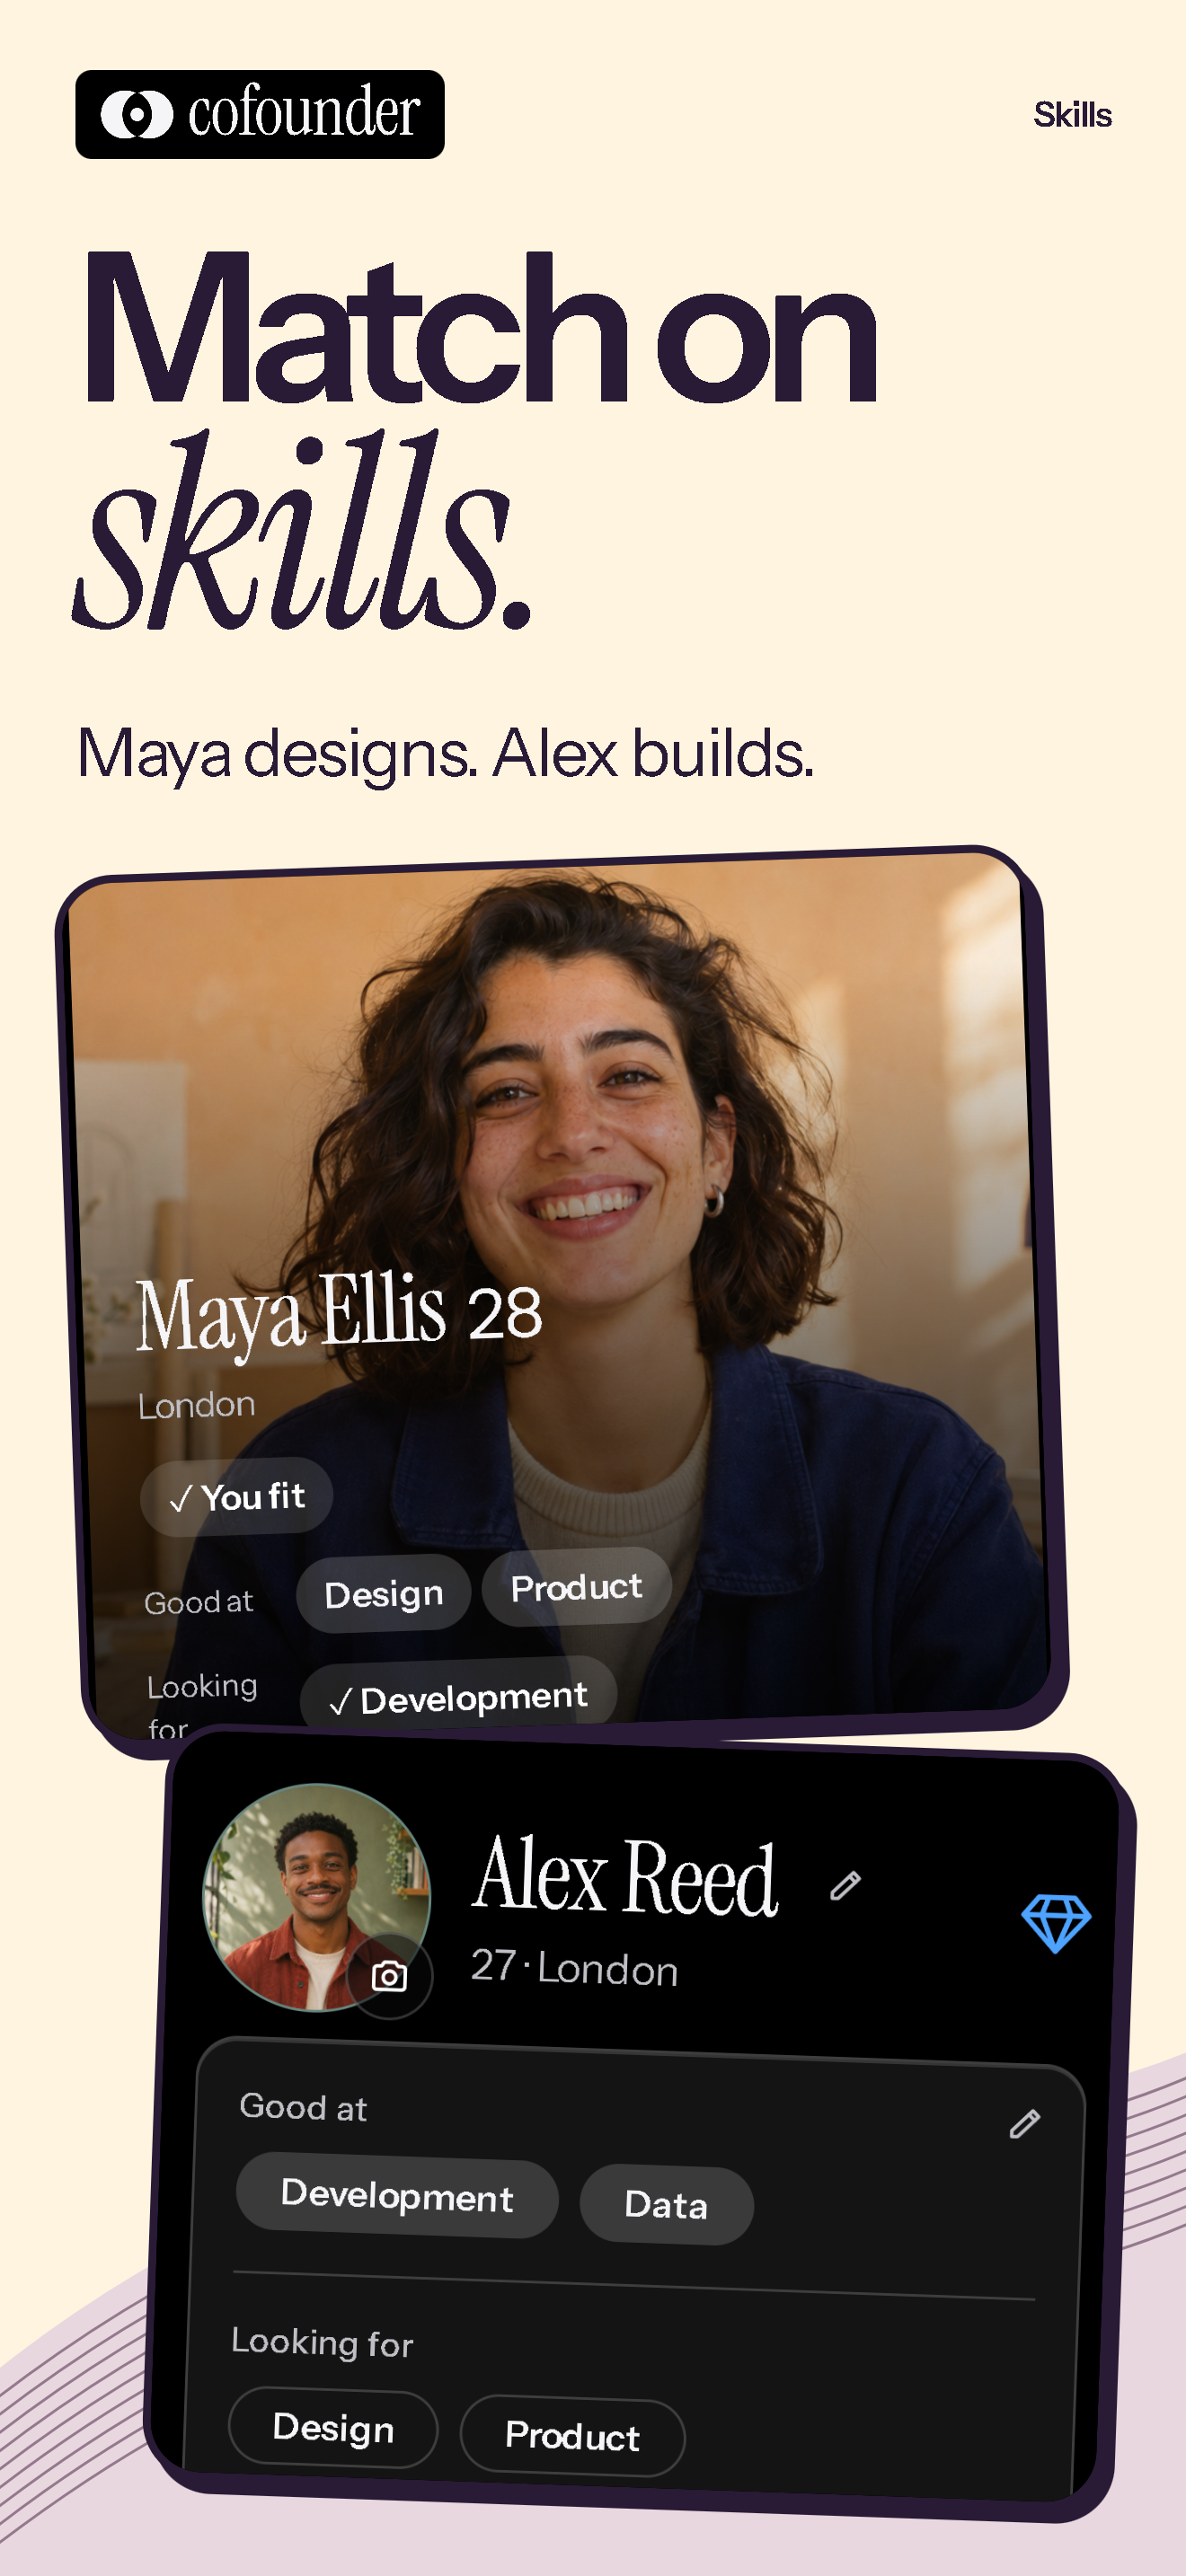 cofounder
Skills
Match on
skills.
Maya designs. Alex builds.
Maya Ellis 28
London
✓ You fit
Good at Design Product
Looking for ✓ Development
Alex Reed
27 · London
Good at
Development Data
Looking for
Design Product